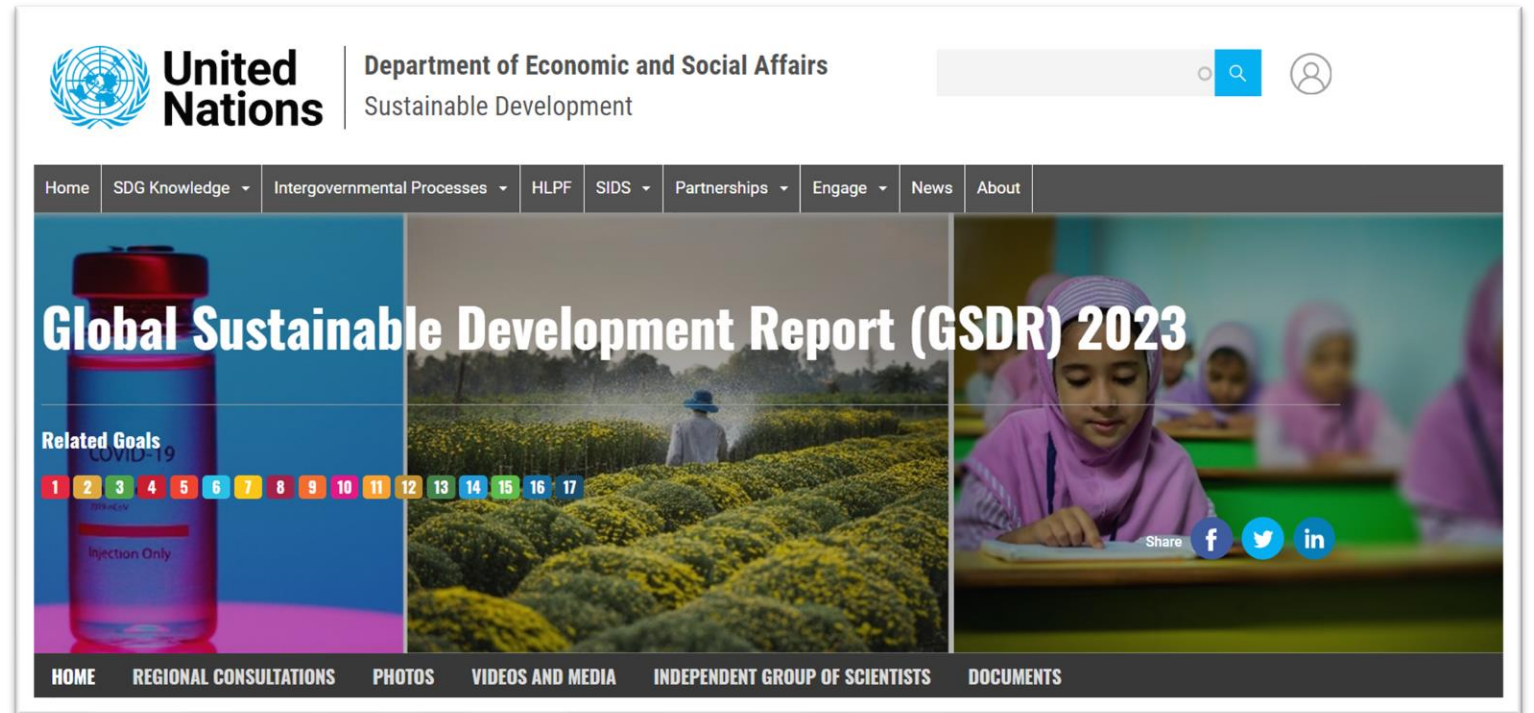 United
Nations
Department of Economic and Social Affairs
Sustainable Development
Home SDG Knowledge Intergovernmental Processes HLPF SIDS Partnerships Engage News About
Global Sustainable Development Report (GSDR) 2023
Related Goals
COVID-19
1 2 3 4 5 6 7 8 9 10 11 12 13 14 15 16 17
Injection Only
Share f in
HOME REGIONAL CONSULTATIONS PHOTOS VIDEOS AND MEDIA INDEPENDENT GROUP OF SCIENTISTS DOCUMENTS